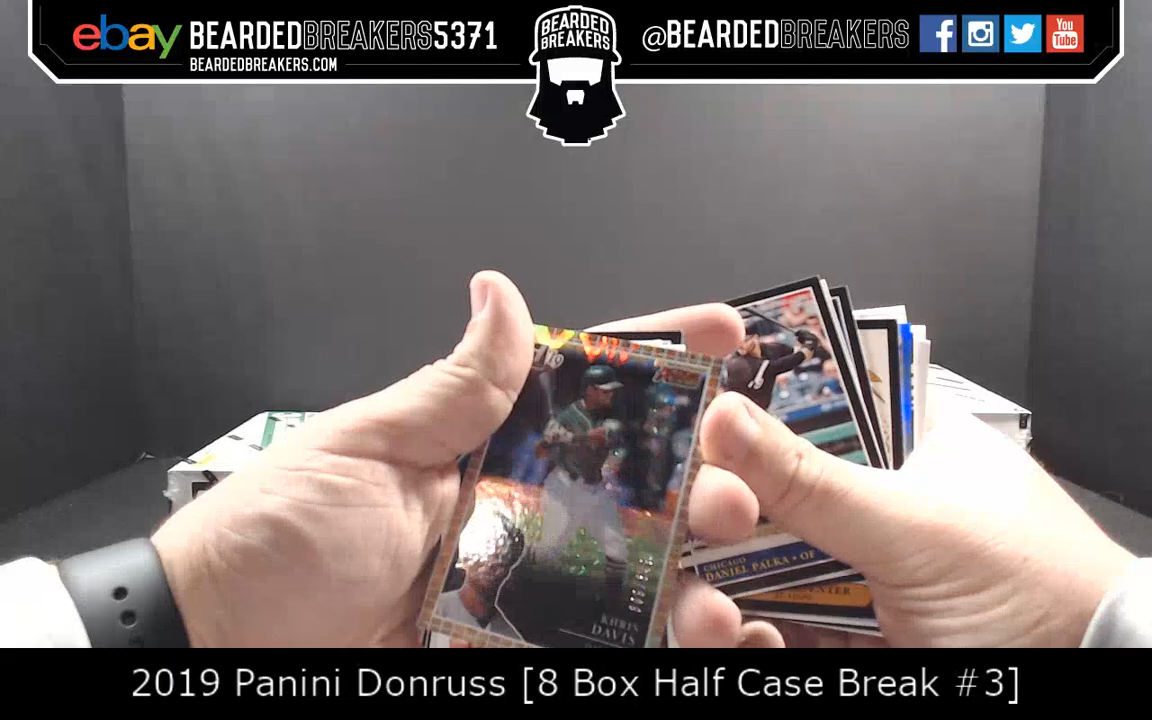 ebay BEARDEDBREAKERS5371
BEARDEDBREAKERS.COM
BEARDED
BREAKERS
@BEARDEDBREAKERS
You
Tube
KHRIS
DAVIS
CHICAGO
DANIEL PALKA • OF
2019 Panini Donruss [8 Box Half Case Break #3]